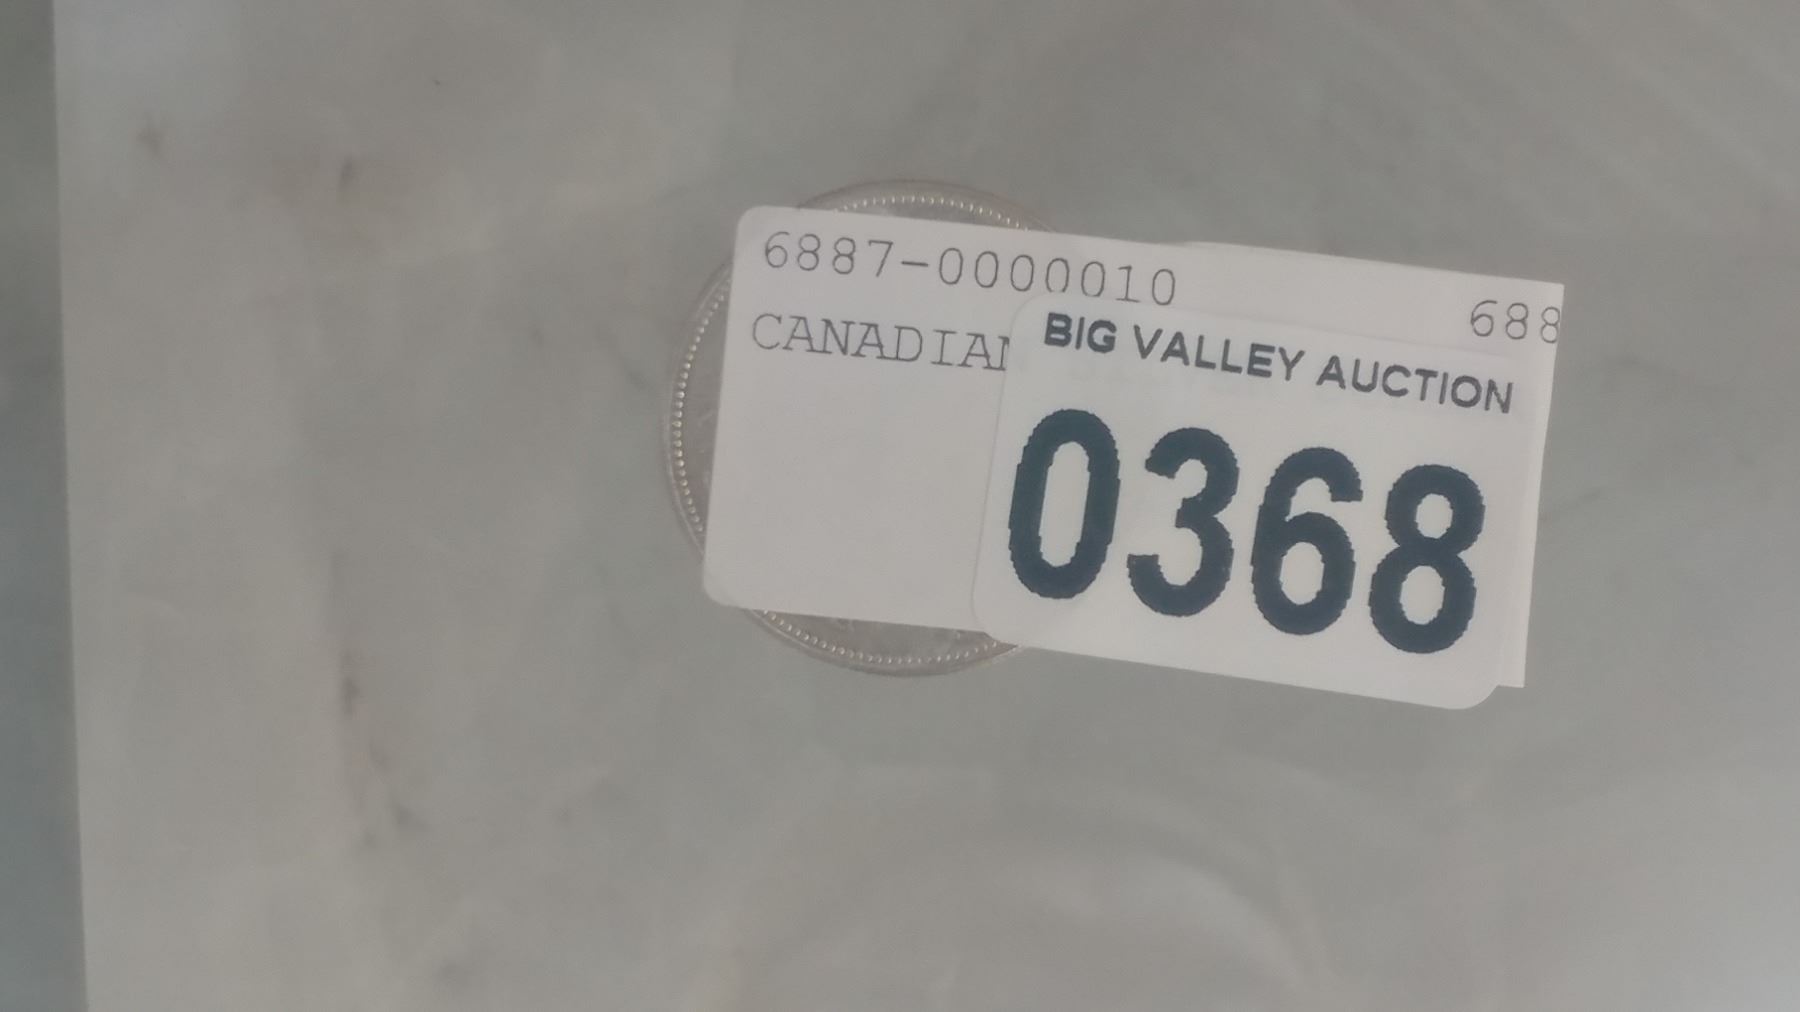 6887-0000010
688
CANADIAN
BIG VALLEY AUCTION
0368